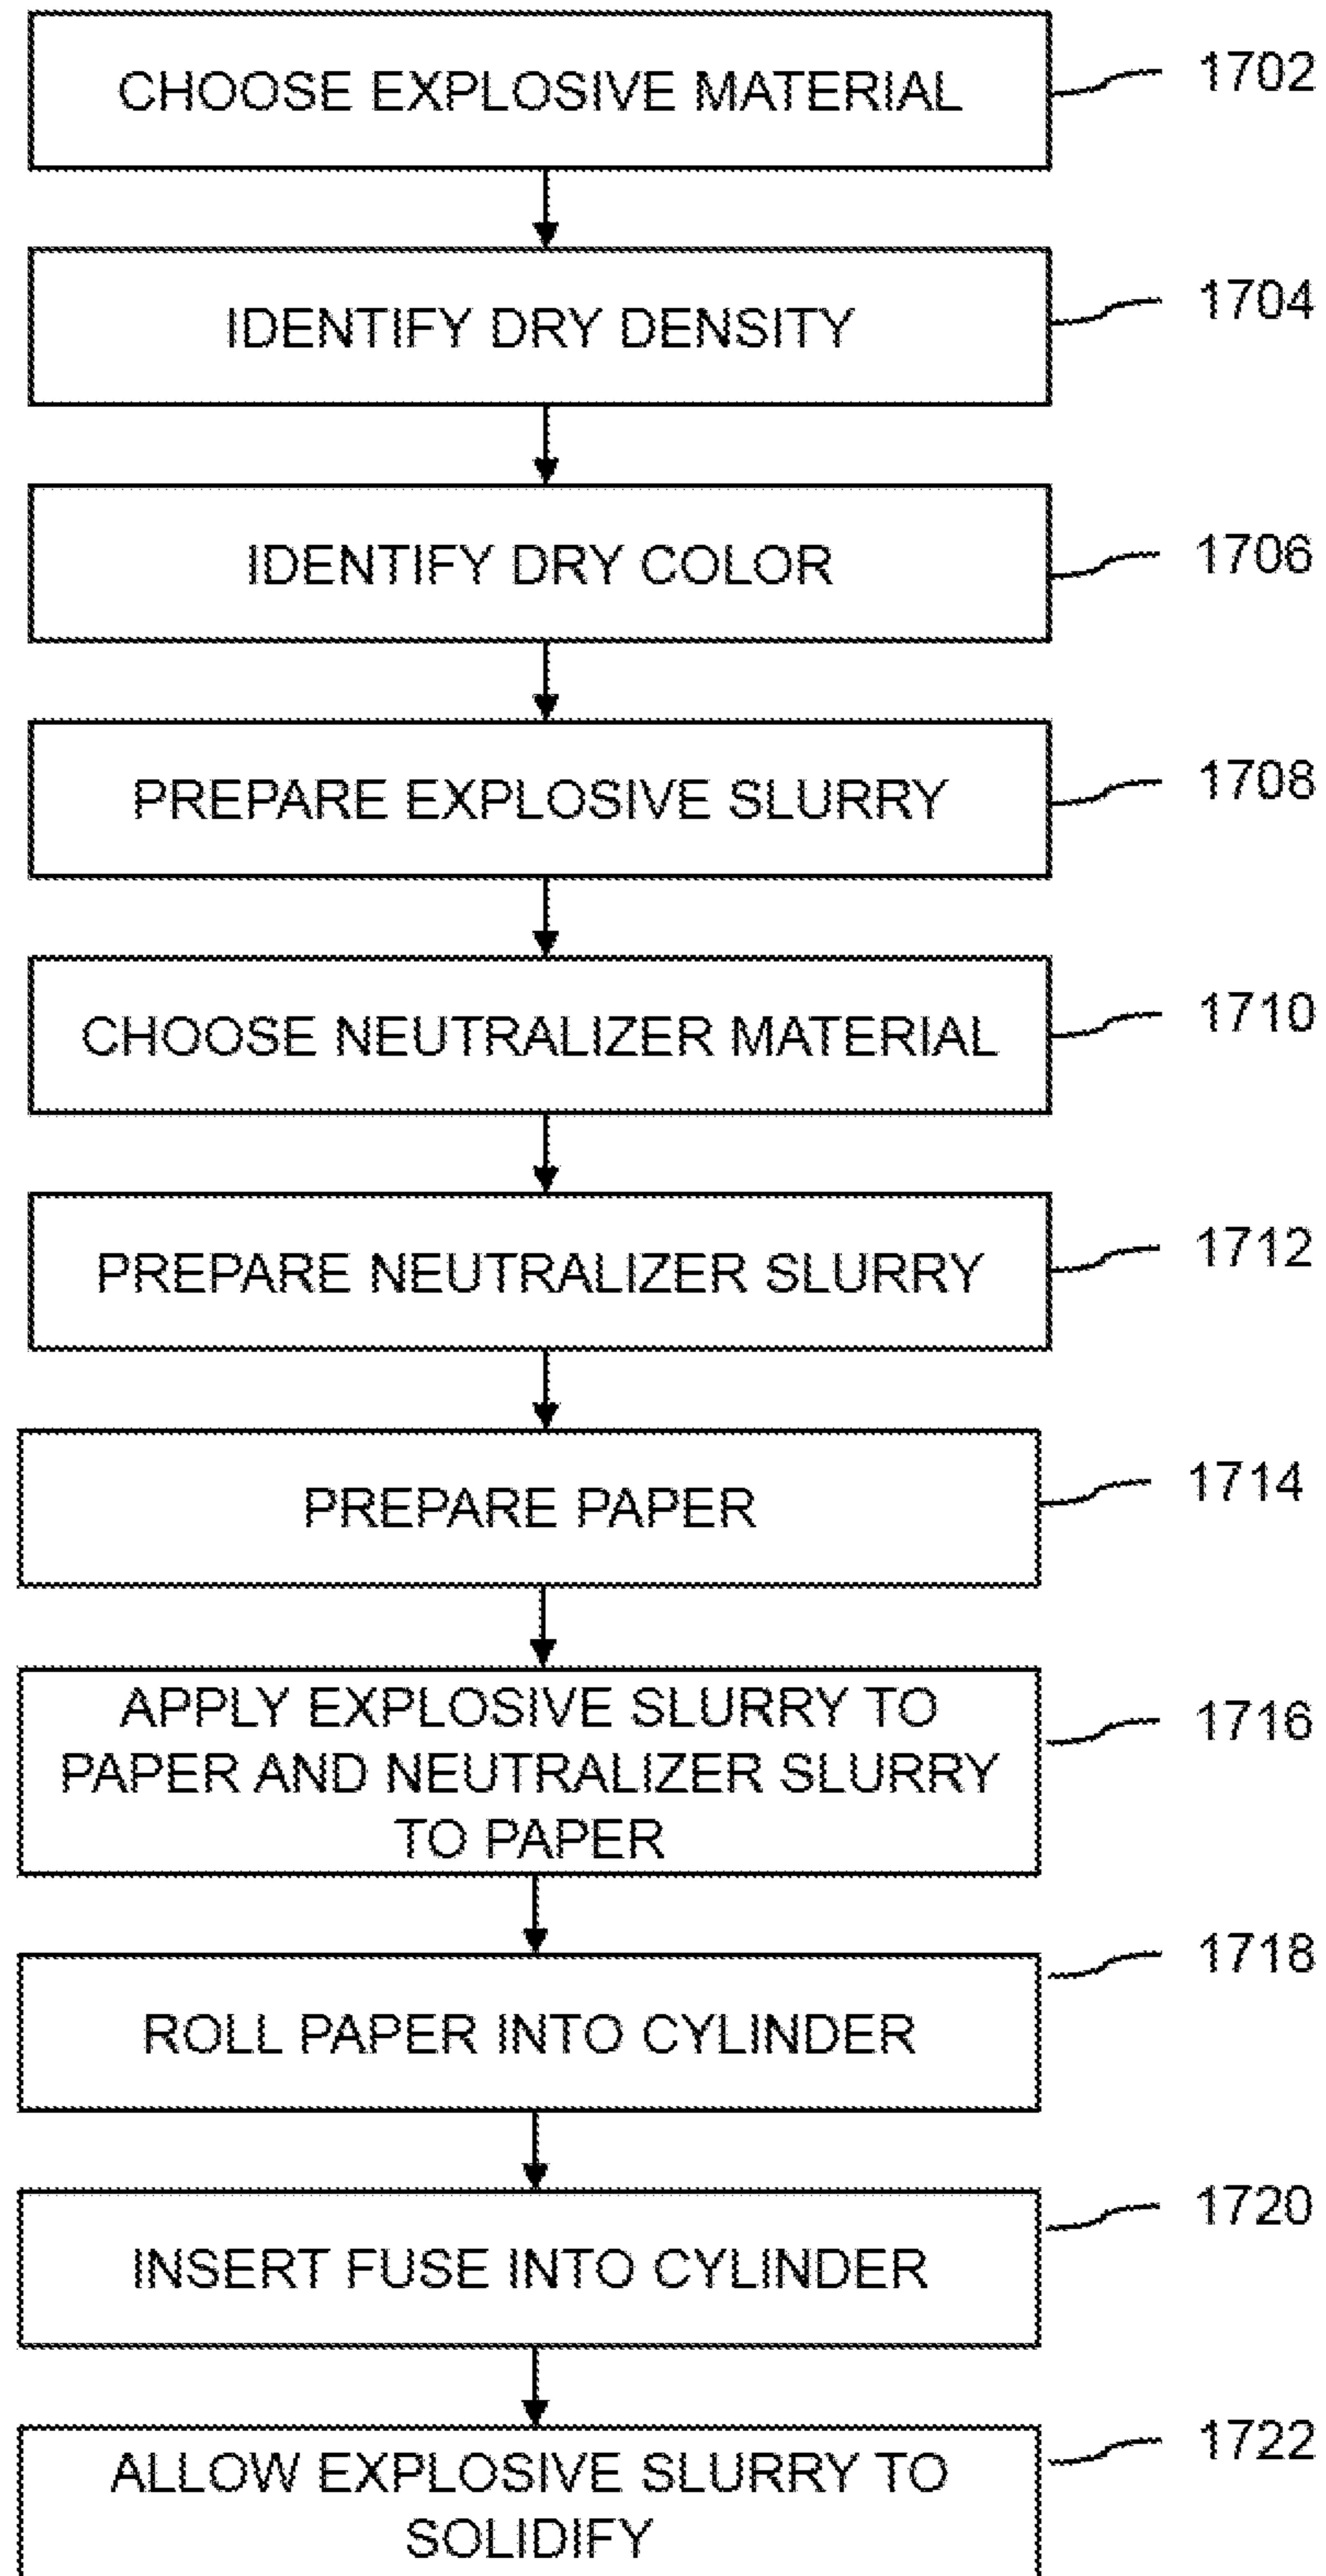 CHOOSE EXPLOSIVE MATERIAL
1702
IDENTIFY DRY DENSITY
1704
IDENTIFY DRY COLOR
1706
PREPARE EXPLOSIVE SLURRY
1708
CHOOSE NEUTRALIZER MATERIAL
1710
PREPARE NEUTRALIZER SLURRY
1712
PREPARE PAPER
1714
APPLY EXPLOSIVE SLURRY TO
PAPER AND NEUTRALIZER SLURRY
TO PAPER
1716
ROLL PAPER INTO CYLINDER
1718
INSERT FUSE INTO CYLINDER
1720
ALLOW EXPLOSIVE SLURRY TO
SOLIDIFY
1722